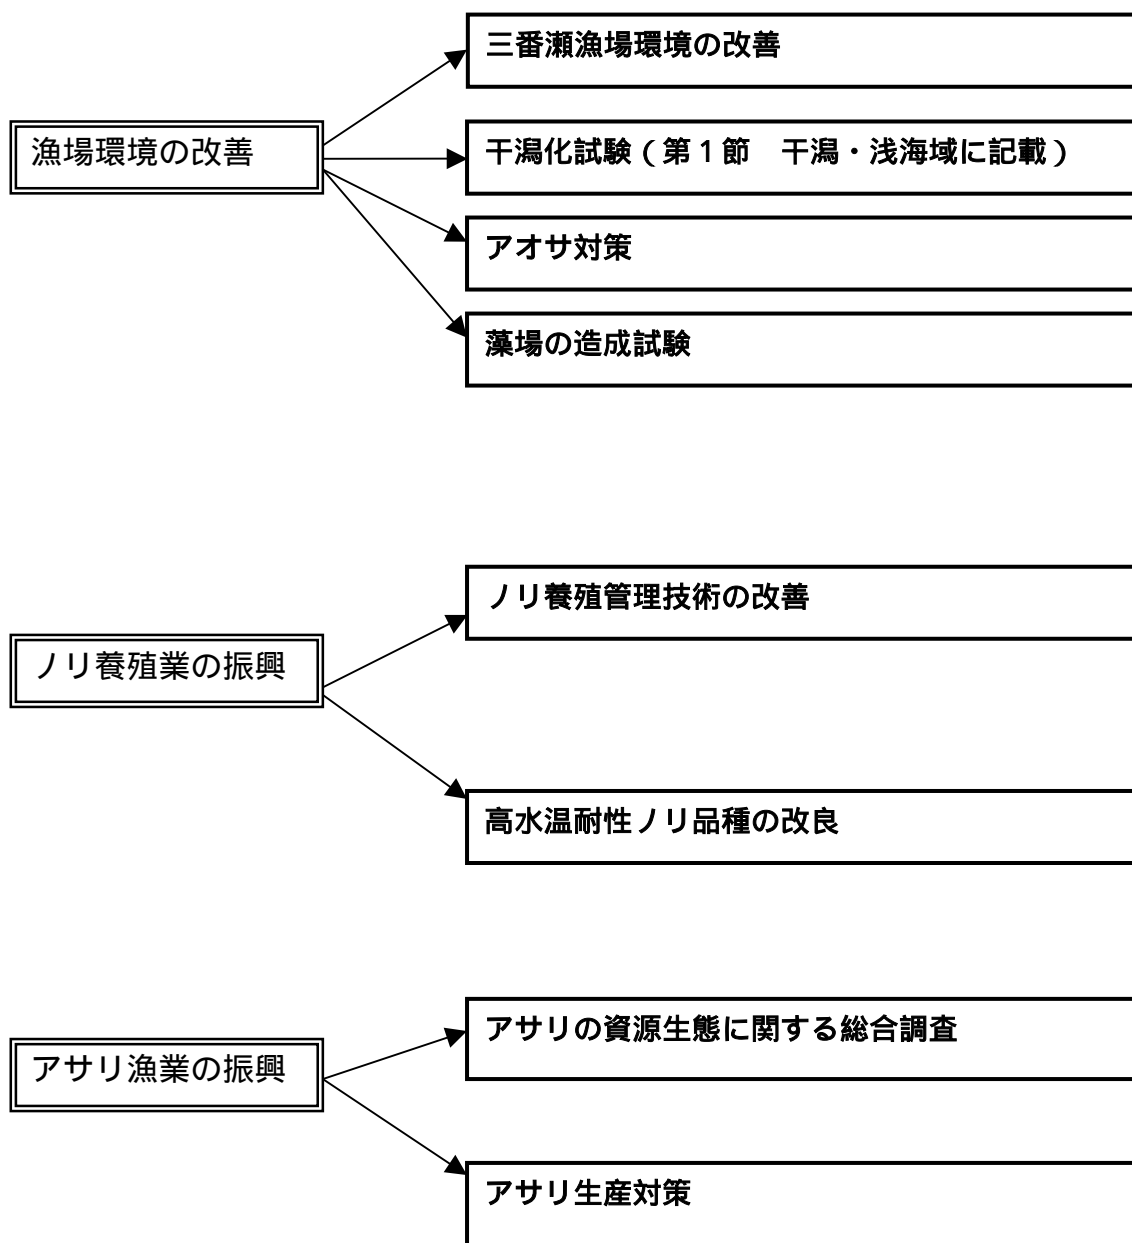 漁場環境の改善
三番瀬漁場環境の改善
干潟化試験（第１節　干潟・浅海域に記載）
アオサ対策
藻場の造成試験
ノリ養殖業の振興
ノリ養殖管理技術の改善
高水温耐性ノリ品種の改良
アサリ漁業の振興
アサリの資源生態に関する総合調査
アサリ生産対策